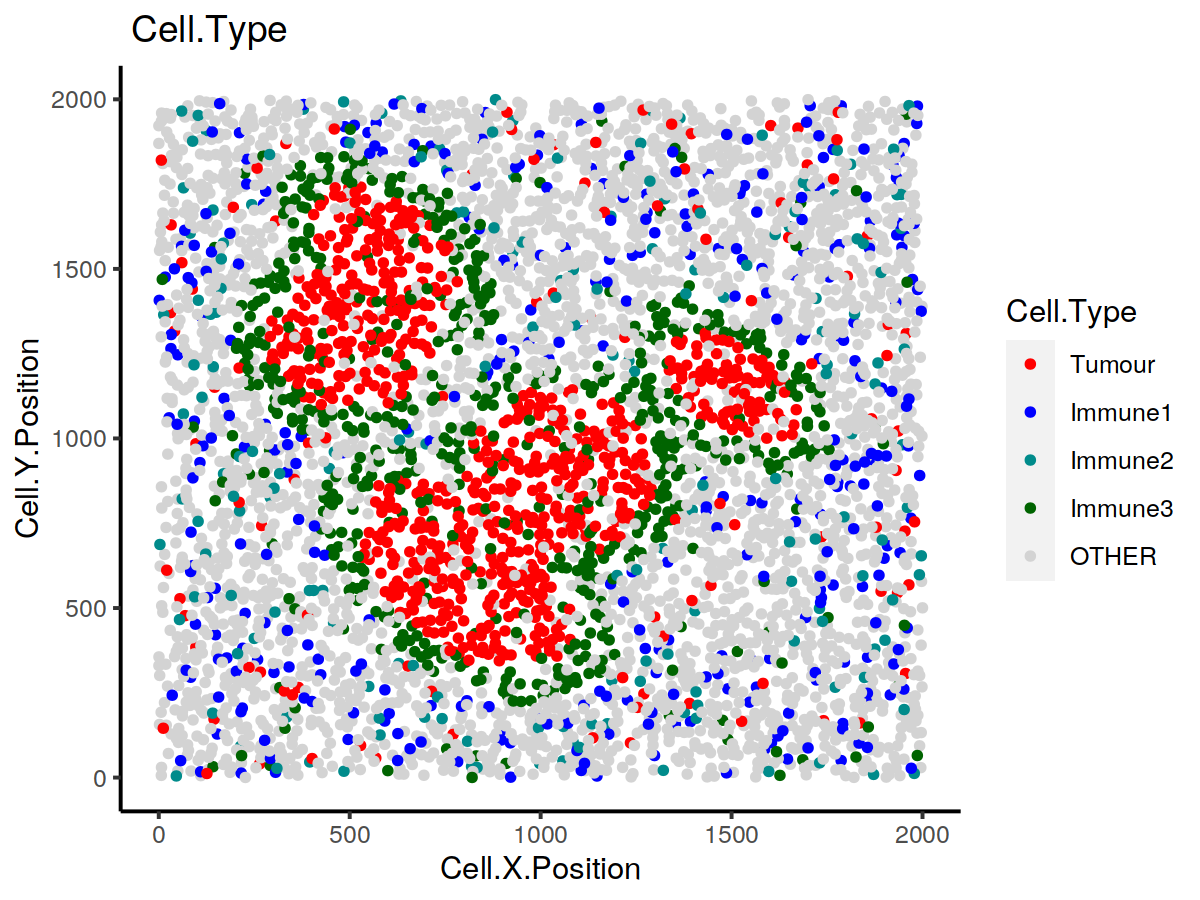 Cell.Type
2000
1500
1000
500
0
Cell.Y.Position
0
500
1000
1500
2000
Cell.X.Position
Cell.Type
Tumour
Immune1
Immune2
Immune3
OTHER